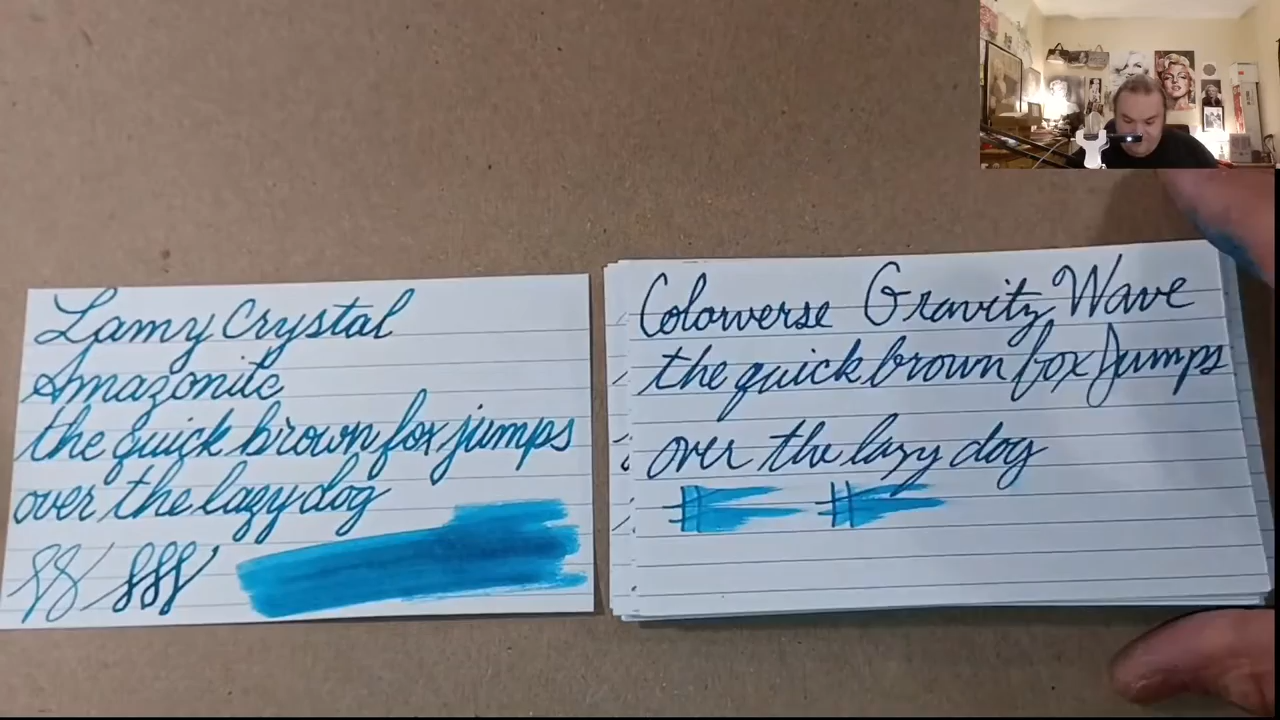 Lamy Crystal
Amazonite
the quick brown fox jumps
over the lazy dog
Colorverse Gravity Wave
the quick brown fox Jumps
over the lazy dog